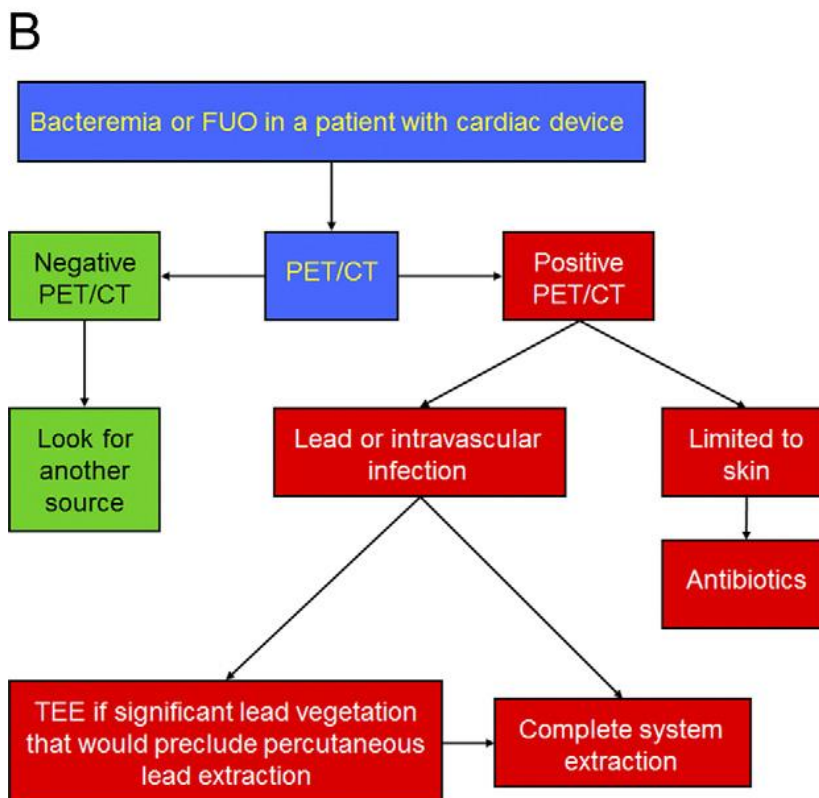 B
Bacteremia or FUO in a patient with cardiac device
Negative
PET/CT
PET/CT
Positive
PET/CT
Look for
another
source
Lead or intravascular
infection
Limited to
skin
Antibiotics
TEE if significant lead vegetation
that would preclude percutaneous
lead extraction
Complete system
extraction